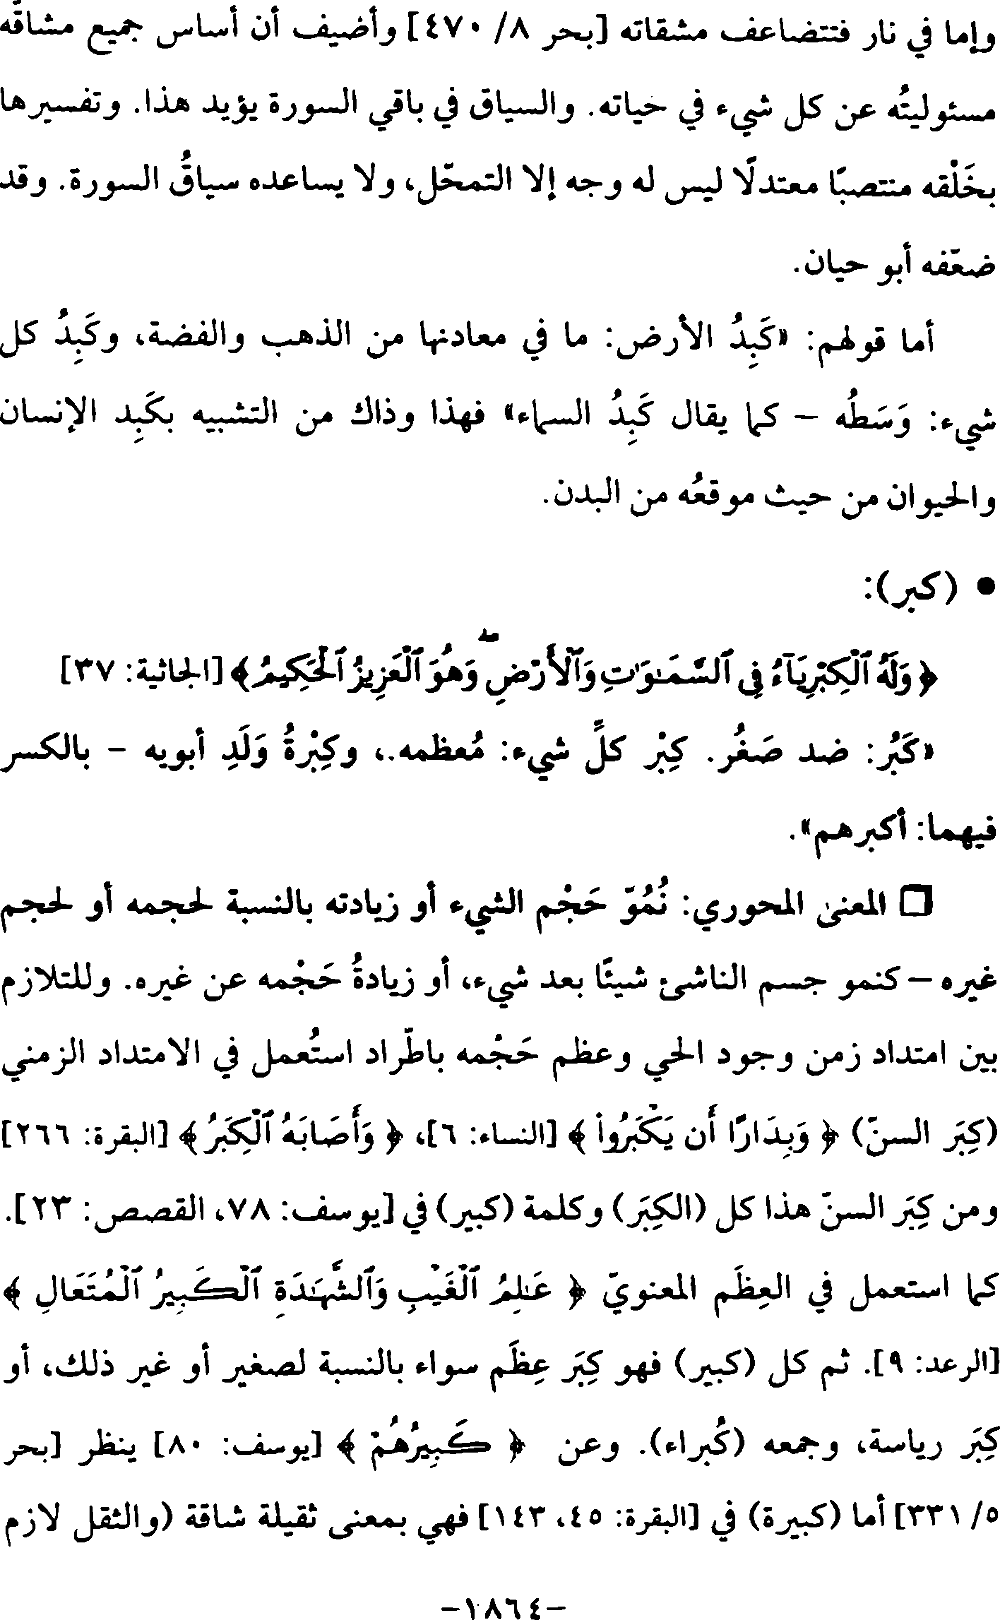 وإما في نار فتتضاعف مشقاته [بحر ٨/ ٤٧٠] وأضيف أن أساس جميع مشاقّه
مسئوليتُه عن كل شيء في حياته. والسياق في باقي السورة يؤيد هذا. وتفسيرها
بخَلْقه منتصبًا معتدلًا ليس له وجه إلا التمحّل، ولا يساعده سياقُ السورة. وقد
ضعّفه أبو حيان.
أما قولهم: «كَبِدُ الأرض: ما في معادنها من الذهب والفضة، وكَبِدُ كل
شيء: وَسَطُه – كما يقال كَبِدُ السماء» فهذا وذاك من التشبيه بكَبِد الإنسان
والحيوان من حيث موقعُه من البدن.
• (كبر):
﴿ وَلَهُ ٱلْكِبْرِيَآءُ فِى ٱلسَّمَـٰوَٰتِ وَٱلْأَرْضِ ۖ وَهُوَ ٱلْعَزِيزُ ٱلْحَكِيمُ ﴾ [الجاثية: ٣٧]
«كَبُر: ضد صَغُر. كِبْر كلِّ شيء: مُعظمه.، وكِبْرةُ وَلَدِ أبويه – بالكسر
فيهما: أكبرهم».
❏ المعنى المحوري: نُمُوّ حَجْم الشيء أو زيادته بالنسبة لحجمه أو لحجم
غيره – كنمو جسم الناشئ شيئًا بعد شيء، أو زيادةُ حَجْمه عن غيره. وللتلازم
بين امتداد زمن وجود الحي وعظم حَجْمه باطّراد استُعمل في الامتداد الزمني
(كِبَر السنّ) ﴿ وَبِدَارًا أَن يَكْبَرُوا۟ ﴾ [النساء: ٦]، ﴿ وَأَصَابَهُ ٱلْكِبَرُ ﴾ [البقرة: ٢٦٦]
ومن كِبَر السنّ هذا كل (الكِبَر) وكلمة (كبير) في [يوسف: ٧٨، القصص: ٢٣].
كما استعمل في العِظَم المعنويّ ﴿ عَـٰلِمُ ٱلْغَيْبِ وَٱلشَّهَـٰدَةِ ٱلْكَبِيرُ ٱلْمُتَعَالِ ﴾
[الرعد: ٩]. ثم كل (كبير) فهو كِبَر عِظَم سواء بالنسبة لصغير أو غير ذلك، أو
كِبَر رياسة، وجمعه (كُبراء). وعن ﴿ كَبِيرُهُمْ ﴾ [يوسف: ٨٠] ينظر [بحر
٥/ ٣٣١] أما (كبيرة) في [البقرة: ٤٥، ١٤٣] فهي بمعنى ثقيلة شاقة (والثقل لازم
-١٨٦٤-